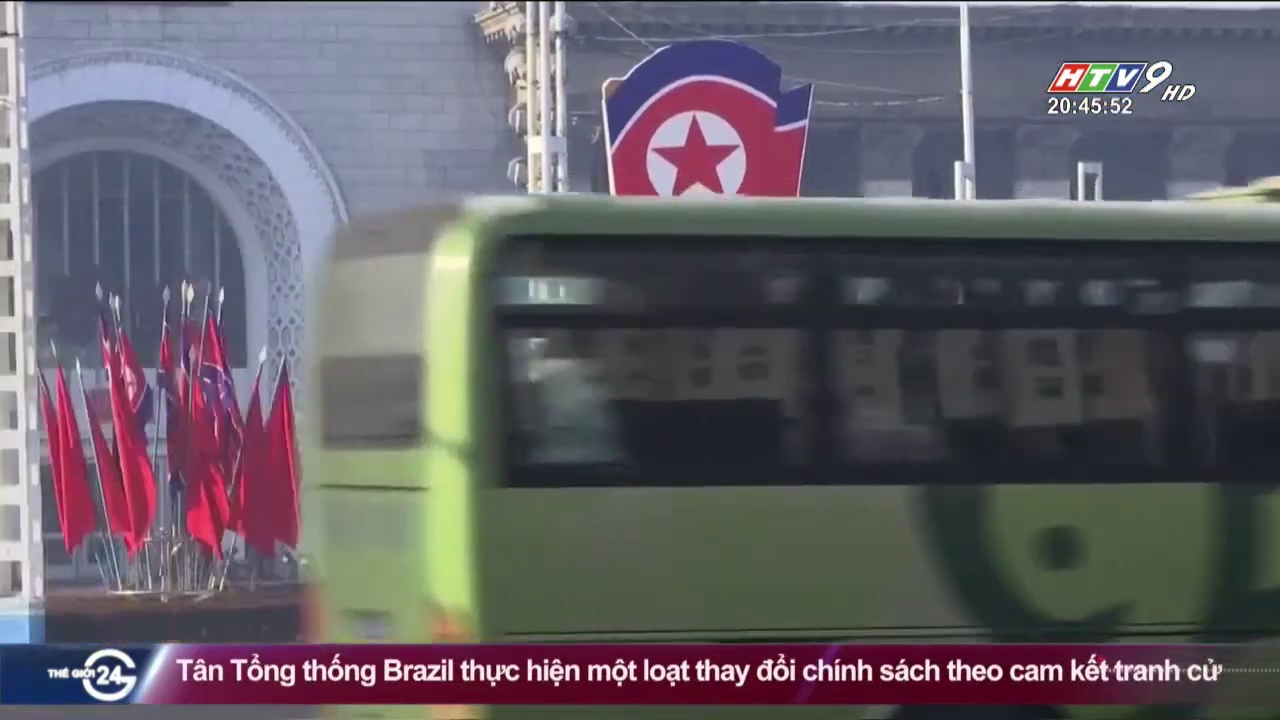 HTV9 HD
20:45:52
THẾ GIỚI 24G Tân Tổng thống Brazil thực hiện một loạt thay đổi chính sách theo cam kết tranh cử